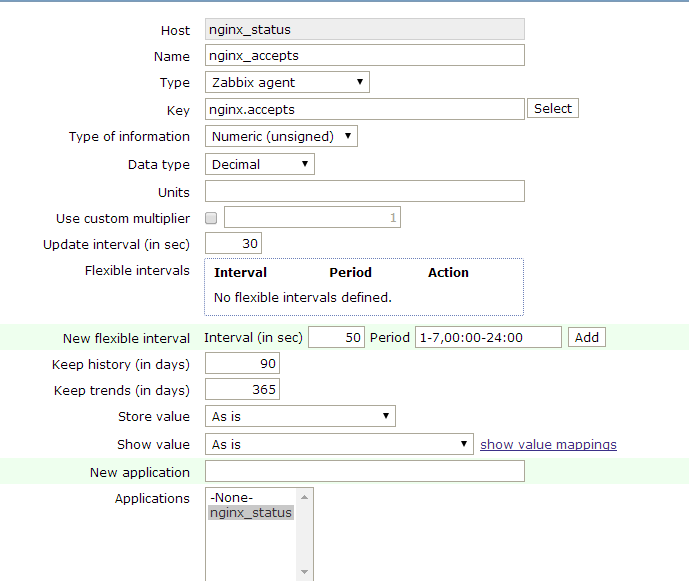 Host nginx_status
Name nginx_accepts
Type Zabbix agent
Key nginx.accepts Select
Type of information Numeric (unsigned)
Data type Decimal
Units
Use custom multiplier 1
Update interval (in sec) 30
Flexible intervals Interval Period Action
No flexible intervals defined.
New flexible interval Interval (in sec) 50 Period 1-7,00:00-24:00 Add
Keep history (in days) 90
Keep trends (in days) 365
Store value As is
Show value As is show value mappings
New application
Applications -None-
nginx_status